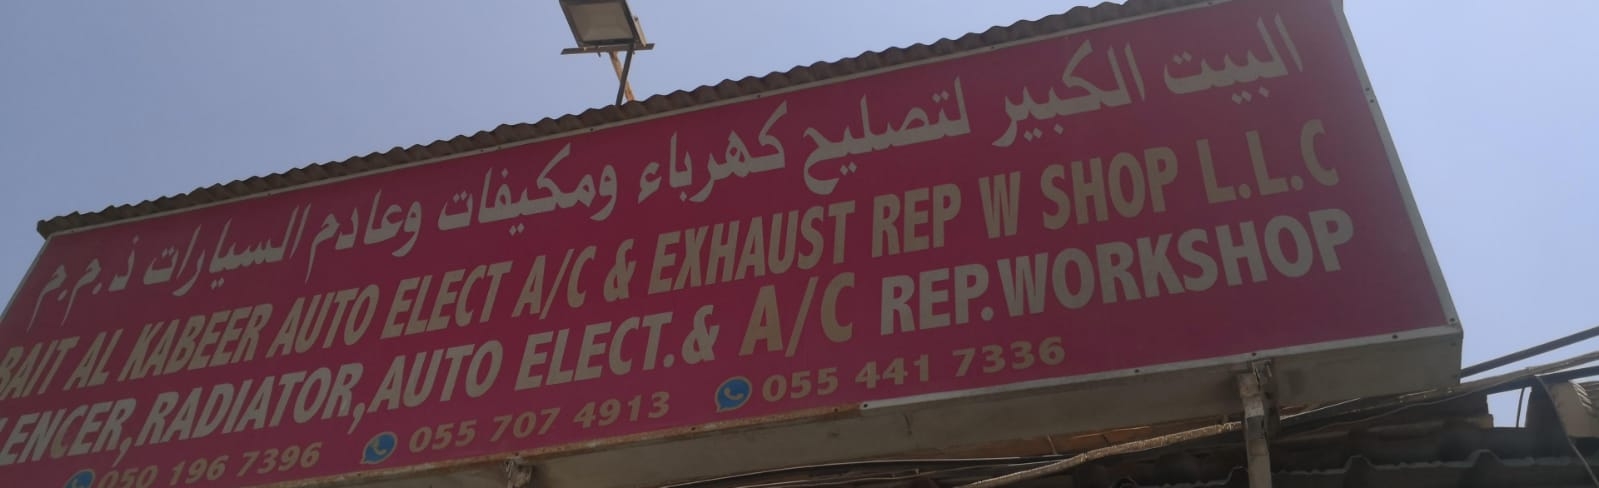 البيت الكبير لتصليح كهرباء ومكيفات وعادم السيارات ذ.م.م
BAIT AL KABEER AUTO ELECT A/C & EXHAUST REP W SHOP L.L.C
LENCER,RADIATOR,AUTO ELECT.& A/C REP.WORKSHOP
050 196 7396 055 707 4913 055 441 7336